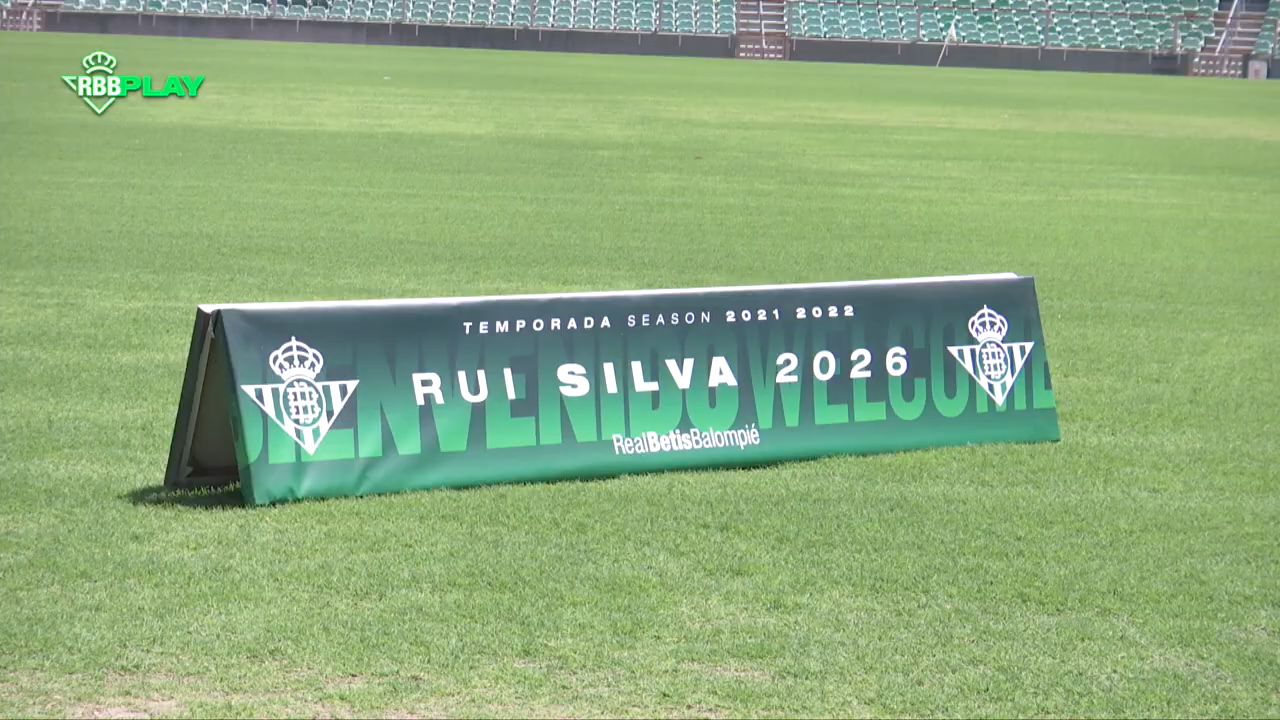 RBBPLAY
TEMPORADA SEASON 2021 2022
BIENVENIDO WELCOME
RUI SILVA 2026
RealBetisBalompié